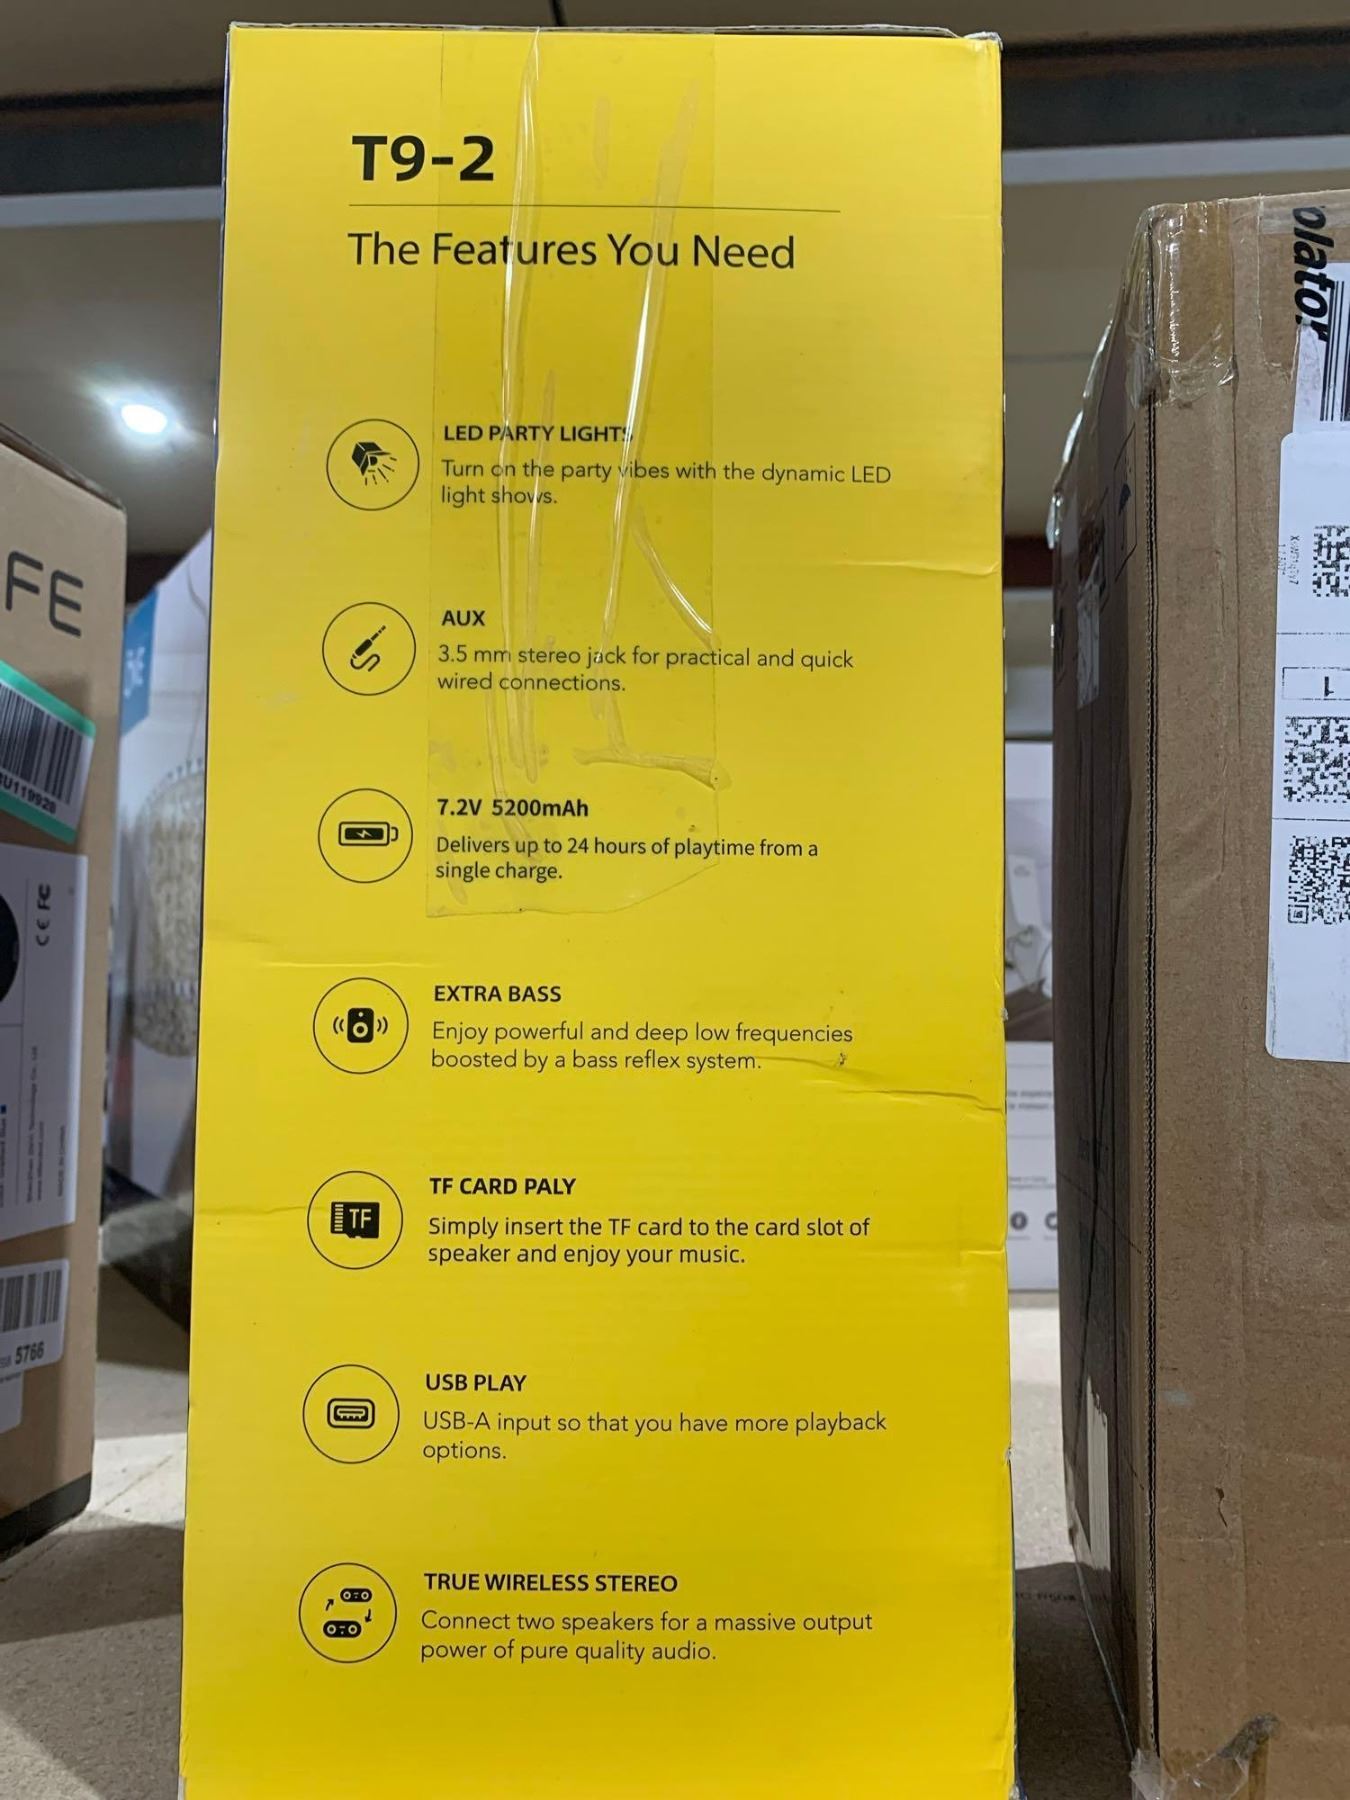 T9-2
The Features You Need
LED PARTY LIGHTS
Turn on the party vibes with the dynamic LED
light shows.
AUX
3.5 mm stereo jack for practical and quick
wired connections.
7.2V 5200mAh
Delivers up to 24 hours of playtime from a
single charge.
EXTRA BASS
Enjoy powerful and deep low frequencies
boosted by a bass reflex system.
TF CARD PALY
TF
Simply insert the TF card to the card slot of
speaker and enjoy your music.
USB PLAY
USB-A input so that you have more playback
options.
TRUE WIRELESS STEREO
Connect two speakers for a massive output
power of pure quality audio.
FE
U119928
CE FC
5766
olator
1